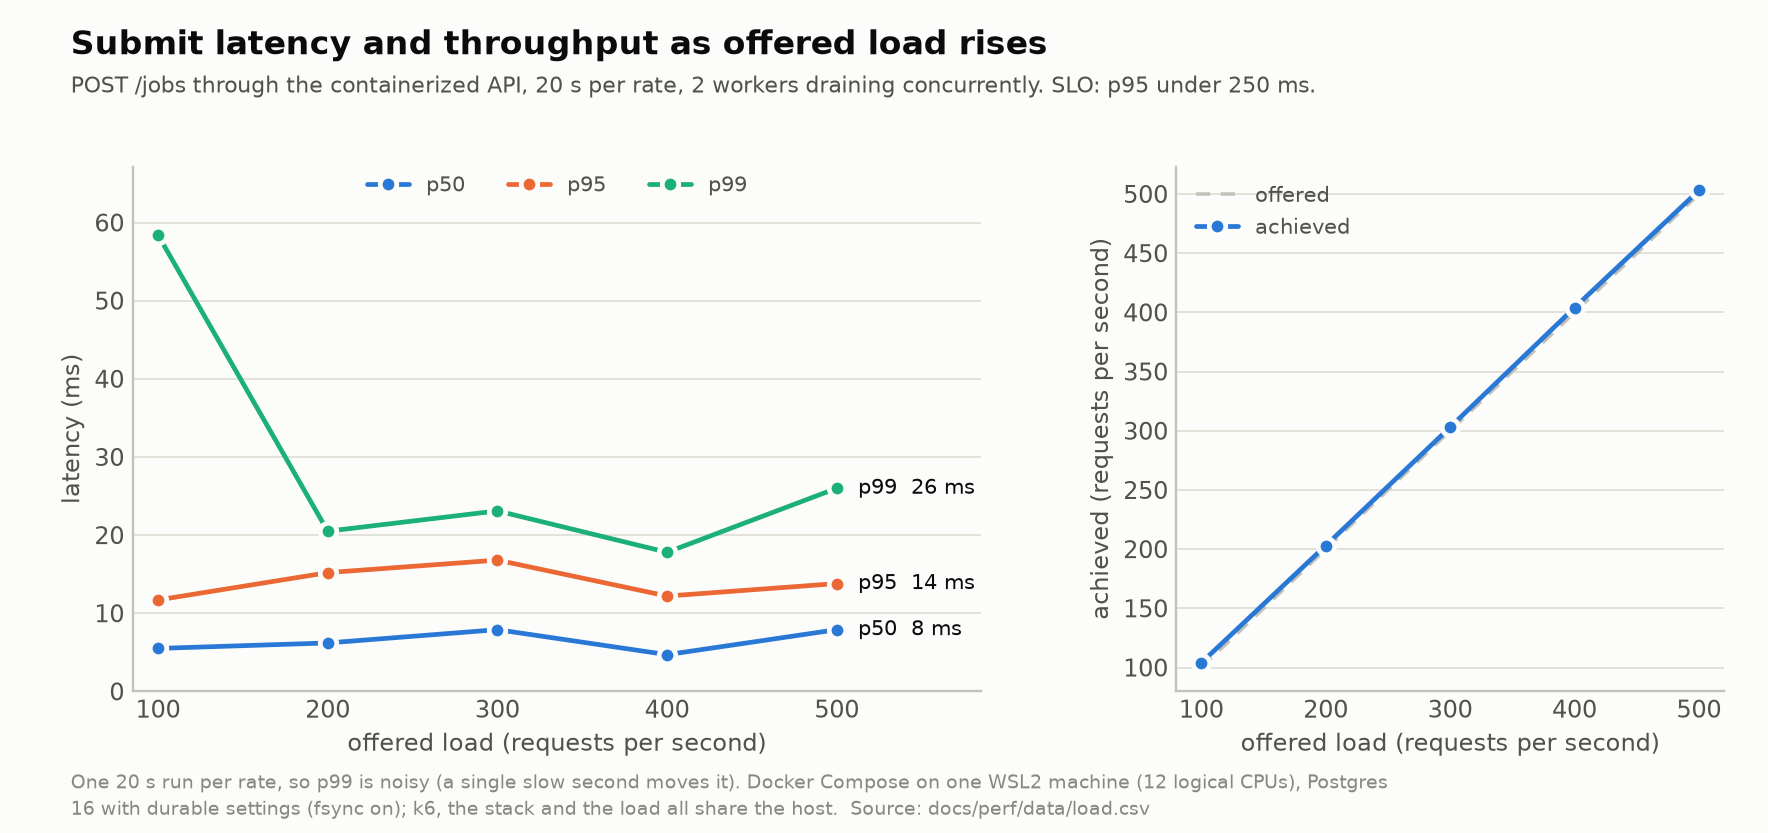 Submit latency and throughput as offered load rises
POST /jobs through the containerized API, 20 s per rate, 2 workers draining concurrently. SLO: p95 under 250 ms.
p50 p95 p99
60
50
40
30
20
10
0
latency (ms)
p99 26 ms
p95 14 ms
p50 8 ms
100 200 300 400 500
offered load (requests per second)
offered
achieved
500
450
400
350
300
250
200
150
100
achieved (requests per second)
100 200 300 400 500
offered load (requests per second)
One 20 s run per rate, so p99 is noisy (a single slow second moves it). Docker Compose on one WSL2 machine (12 logical CPUs), Postgres
16 with durable settings (fsync on); k6, the stack and the load all share the host.  Source: docs/perf/data/load.csv